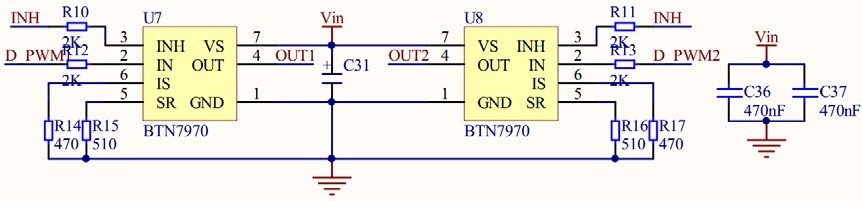 INH
R10
2K
U7
Vin
U8
R11
2K
INH
D_PWM
R12
2K
3 INH VS 7
2 IN OUT 4
6 IS
5 SR GND 1
BTN7970
OUT1
+ C31
OUT2
7 VS INH 3
4 OUT IN 2
IS 6
1 GND SR 5
BTN7970
R13
2K
D_PWM2
R14
470
R15
510
R16
510
R17
470
Vin
C36
470nF
C37
470nF